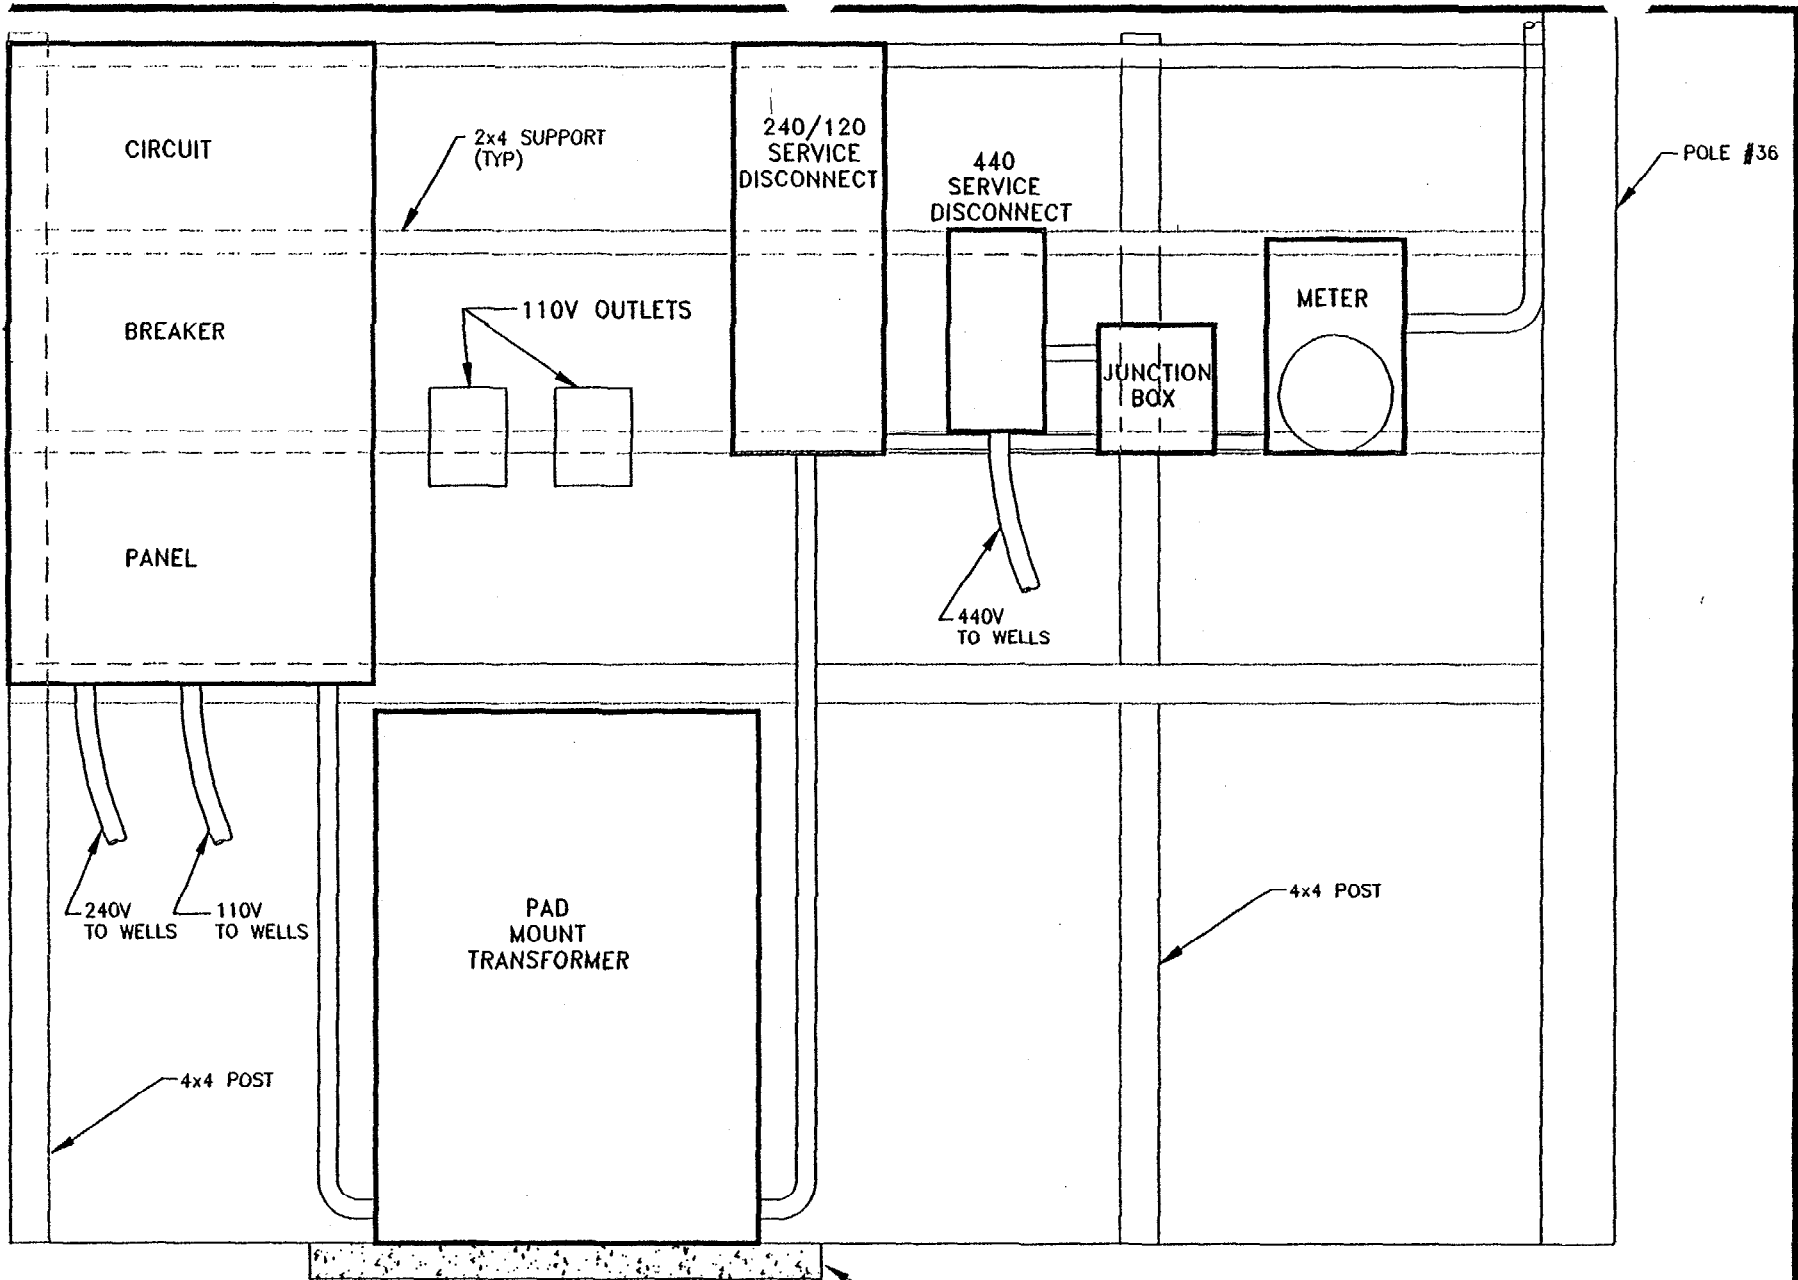 CIRCUIT
BREAKER
PANEL
2x4 SUPPORT
(TYP)
110V OUTLETS
240/120
SERVICE
DISCONNECT
440
SERVICE
DISCONNECT
JUNCTION
BOX
METER
POLE #36
440V
TO WELLS
240V
TO WELLS
110V
TO WELLS
PAD
MOUNT
TRANSFORMER
4x4 POST
4x4 POST